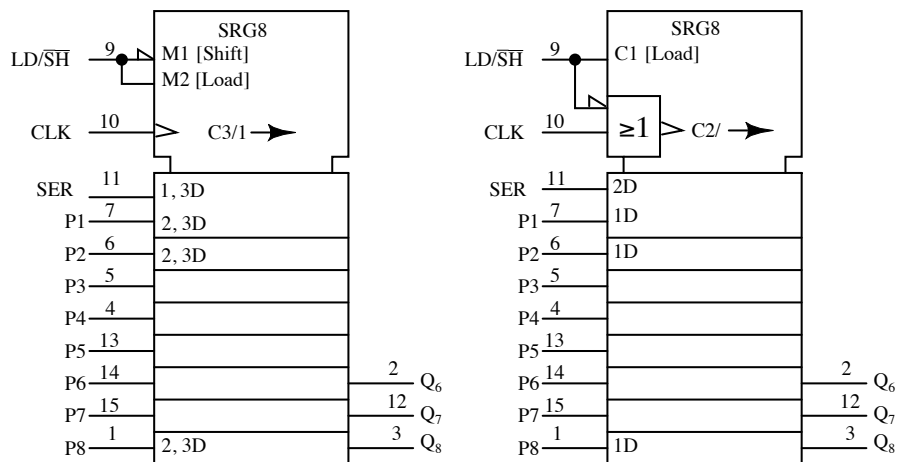 SRG8
LD/S̅H̅ 9 M1 [Shift]
M2 [Load]
CLK 10 C3/1
SER 11 1, 3D
P1 7 2, 3D
P2 6 2, 3D
P3 5
P4 4
P5 13
P6 14 2 Q6
P7 15 12 Q7
P8 1 2, 3D 3 Q8
SRG8
LD/S̅H̅ 9 C1 [Load]
CLK 10 ≥1 C2/
SER 11 2D
P1 7 1D
P2 6 1D
P3 5
P4 4
P5 13
P6 14 2 Q6
P7 15 12 Q7
P8 1 1D 3 Q8